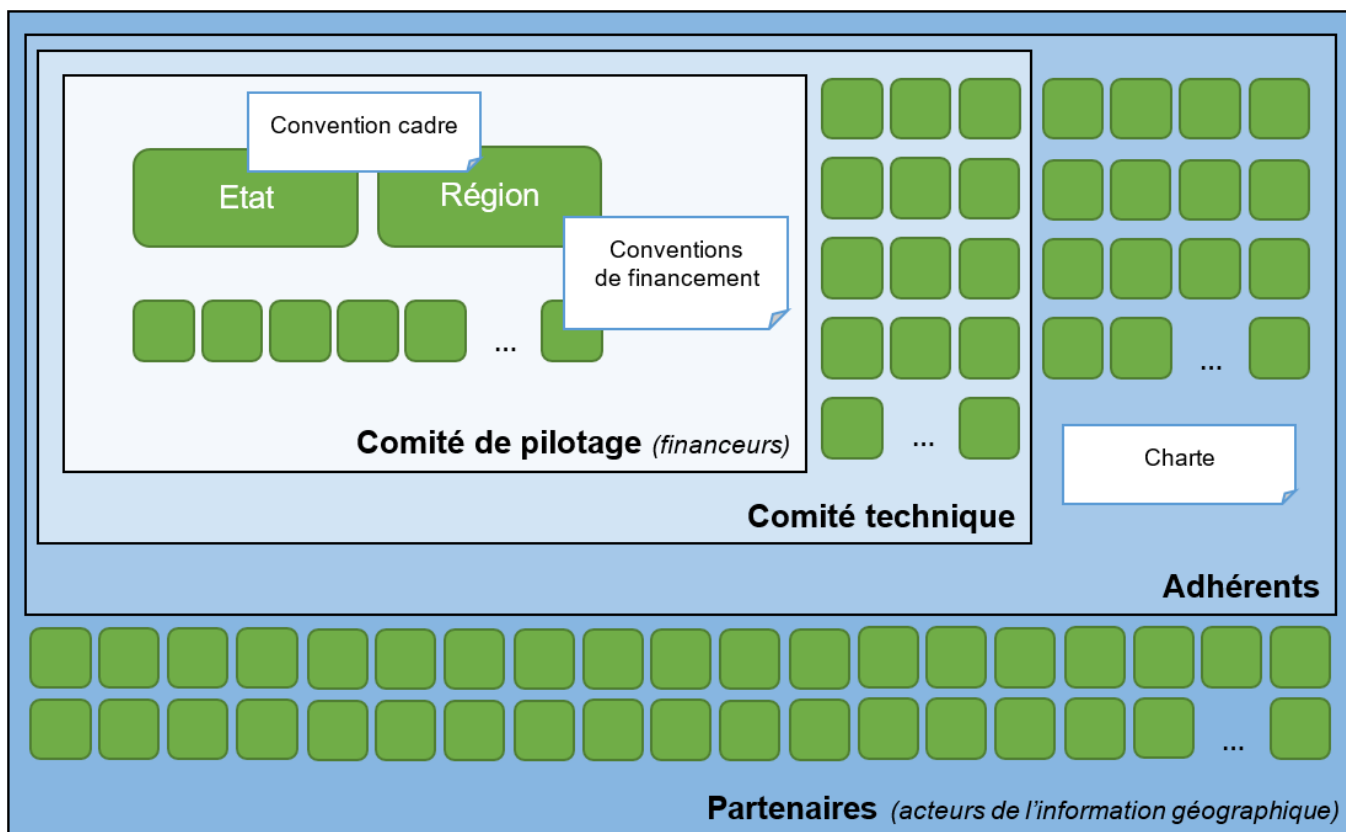 Convention cadre
Etat
Région
Conventions
de financement
...
Comité de pilotage (financeurs)
...
Comité technique
...
Charte
Adhérents
...
Partenaires (acteurs de l’information géographique)